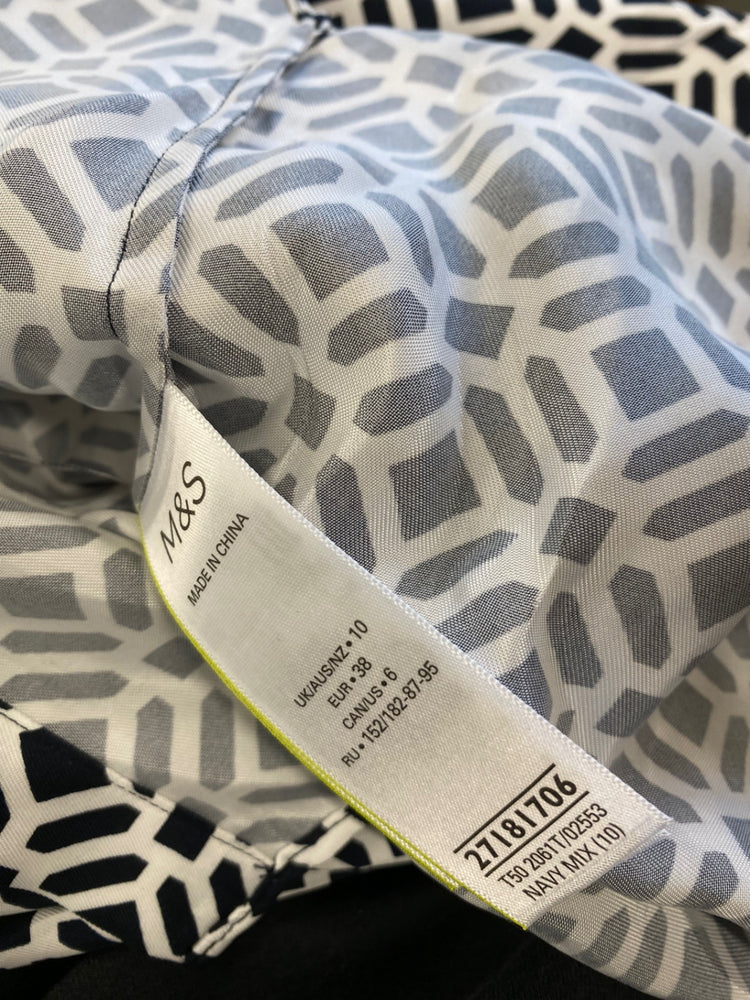 M&S
MADE IN CHINA
UK/AUS/NZ • 10
EUR • 38
CAN/US • 6
RU • 152/182-87-95
27181706
T50 2061T/02553
NAVY MIX (10)